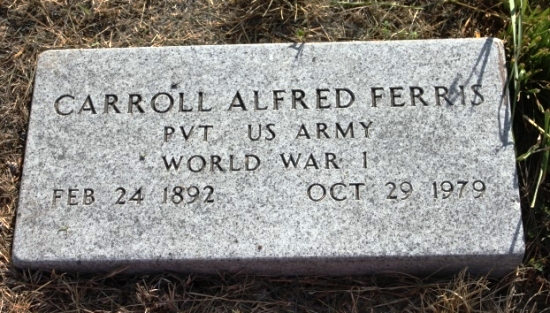 CARROLL ALFRED FERRIS
PVT US ARMY
WORLD WAR I
FEB 24 1892 OCT 29 1979